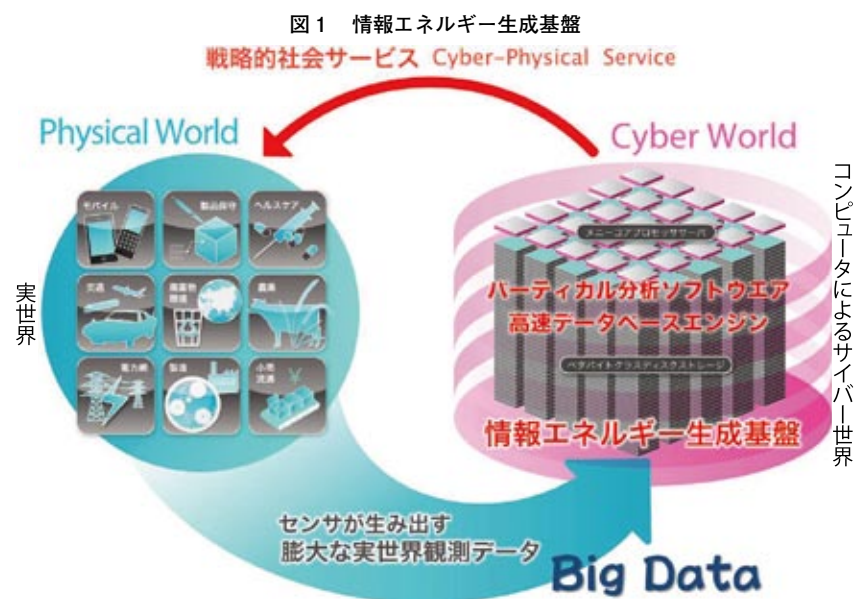 図1 情報エネルギー生成基盤
戦略的社会サービス Cyber-Physical Service
Physical World
Cyber World
実世界
モバイル
製品保守
ヘルスケア
交通
廃棄物
農業
電力網
製造
小売
流通
メニーコアプロセッササーバ
バーティカル分析ソフトウエア
高速データベースエンジン
ペタバイトクラスディスクストレージ
情報エネルギー生成基盤
コンピュータによるサイバー世界
センサが生み出す
膨大な実世界観測データ
Big Data